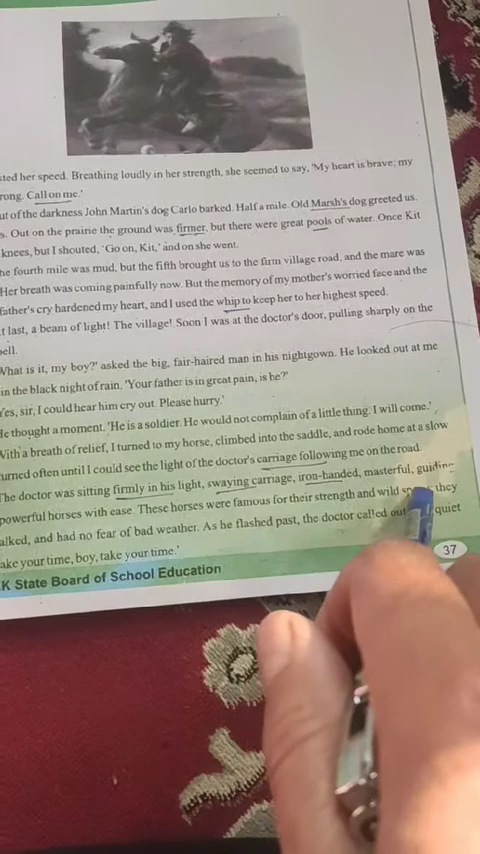 sted her speed. Breathing loudly in her strength, she seemed to say, 'My heart is brave; my
rong. Call on me.'
ut of the darkness John Martin's dog Carlo barked. Half a mile. Old Marsh's dog greeted us.
s. Out on the prairie the ground was firmer, but there were great pools of water. Once Kit
knees, but I shouted, 'Go on, Kit,' and on she went.
he fourth mile was mud, but the fifth brought us to the firm village road, and the mare was
Her breath was coming painfully now. But the memory of my mother's worried face and the
father's cry hardened my heart, and I used the whip to keep her to her highest speed.
t last, a beam of light! The village! Soon I was at the doctor's door, pulling sharply on the
ell.
What is it, my boy?' asked the big, fair-haired man in his nightgown. He looked out at me
in the black night of rain. 'Your father is in great pain, is he?'
Yes, sir, I could hear him cry out. Please hurry.'
He thought a moment. 'He is a soldier. He would not complain of a little thing. I will come.'
With a breath of relief, I turned to my horse, climbed into the saddle, and rode home at a slow
urned often until I could see the light of the doctor's carriage following me on the road.
The doctor was sitting firmly in his light, swaying carriage, iron-handed, masterful, guiding
powerful horses with ease. These horses were famous for their strength and wild they
alked, and had no fear of bad weather. As he flashed past, the doctor called out quiet
ake your time, boy, take your time.'
37
K State Board of School Education